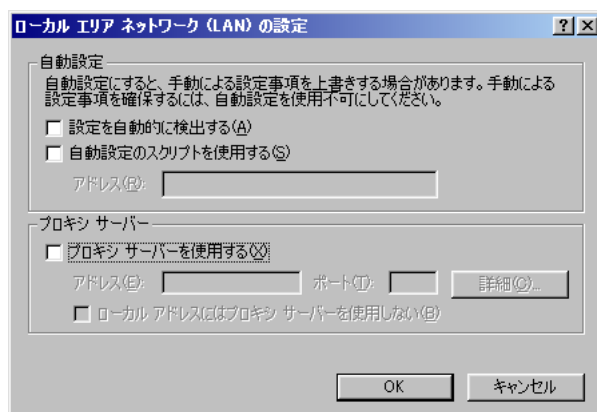 ローカル エリア ネットワーク (LAN) の設定
自動設定
自動設定にすると、手動による設定事項を上書きする場合があります。手動による
設定事項を確保するには、自動設定を使用不可にしてください。
設定を自動的に検出する(A)
自動設定のスクリプトを使用する(S)
アドレス(R):
プロキシ サーバー
プロキシ サーバーを使用する(X)
アドレス(E): ポート(T): 詳細(C)...
ローカル アドレスにはプロキシ サーバーを使用しない(B)
OK キャンセル